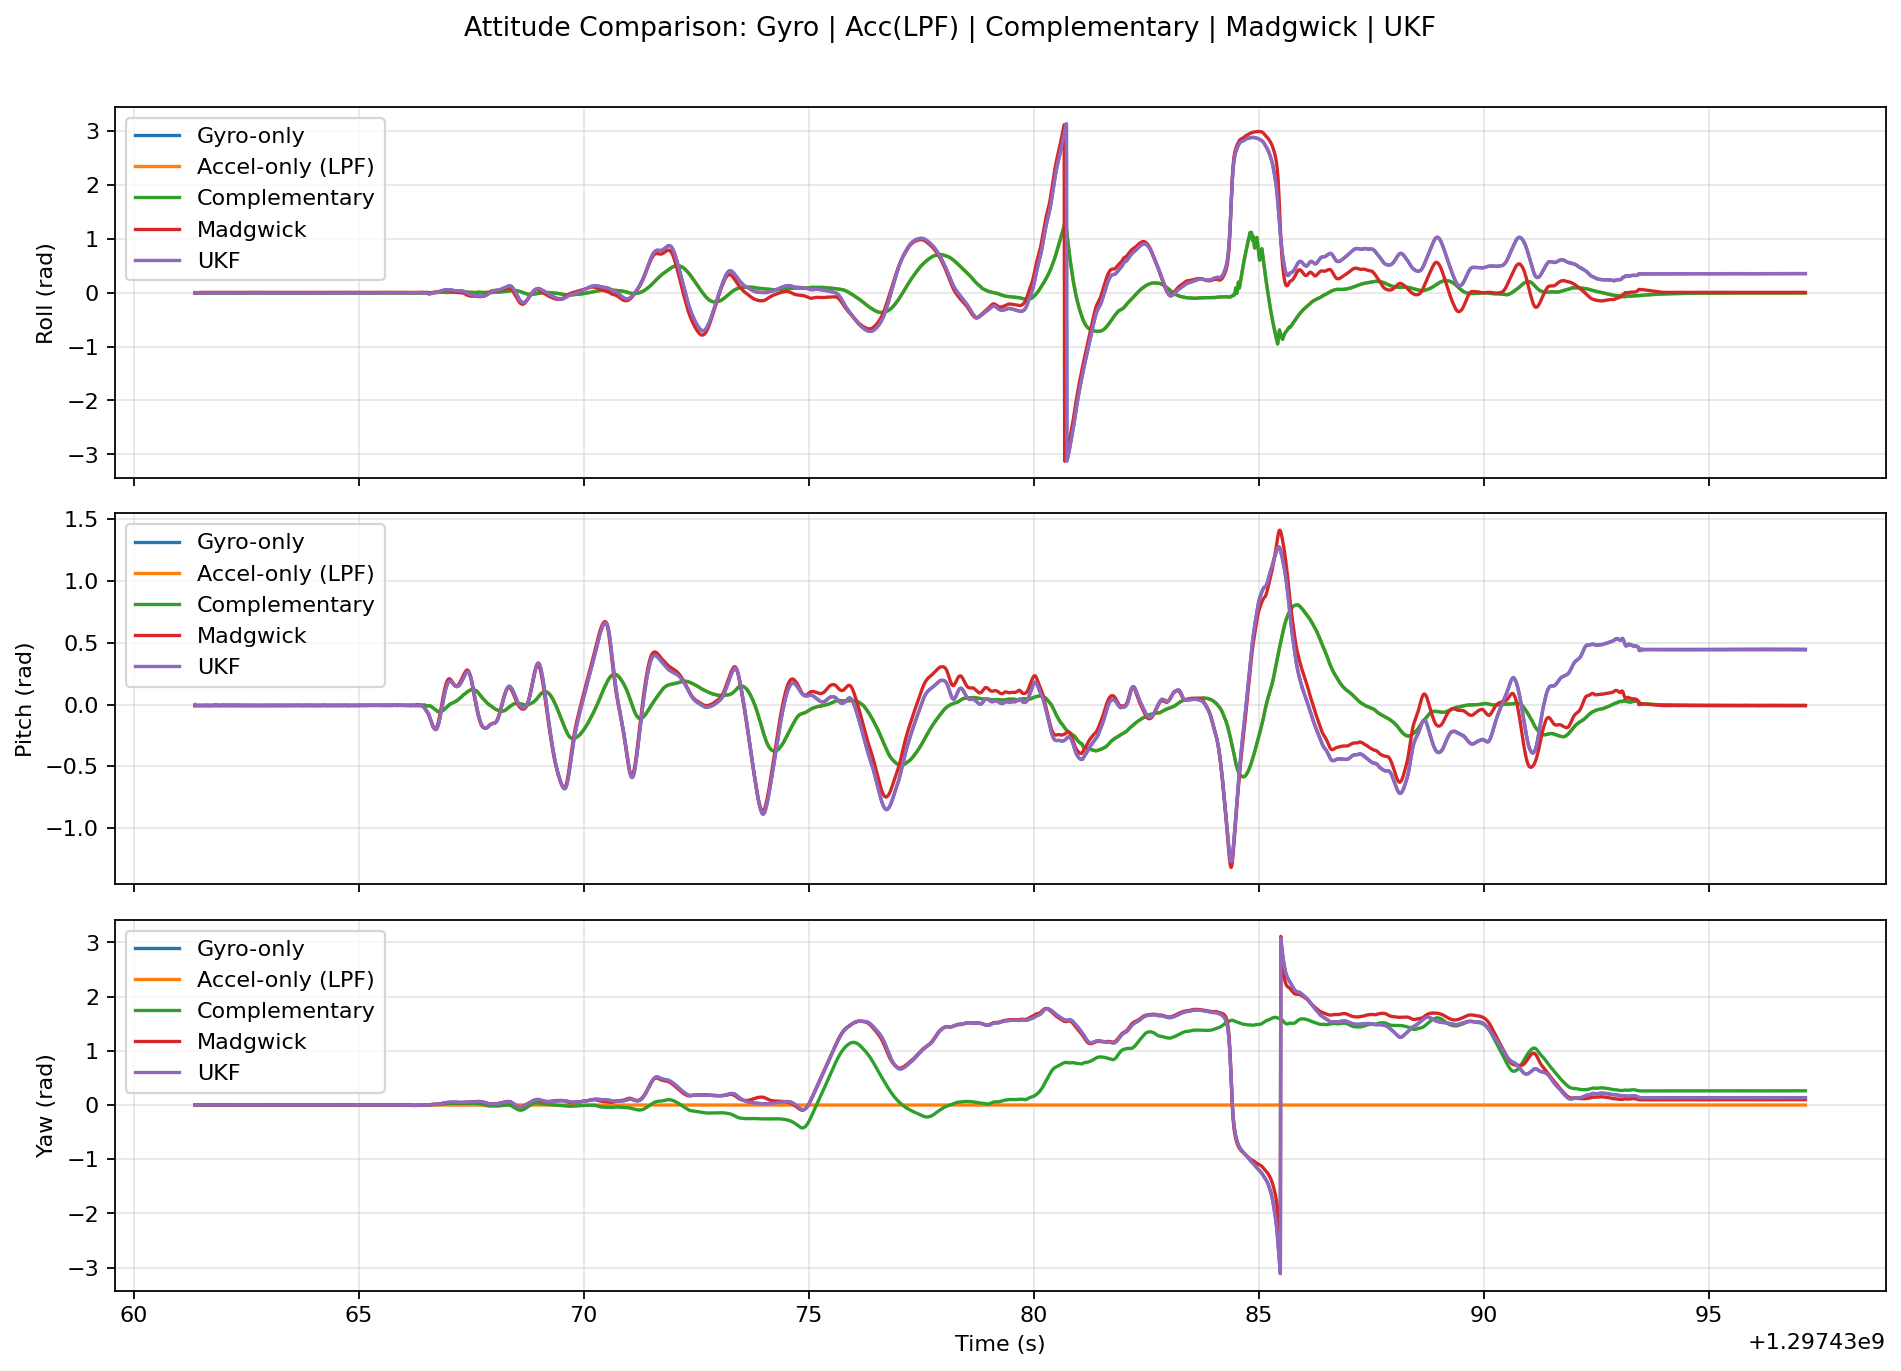 Attitude Comparison: Gyro | Acc(LPF) | Complementary | Madgwick | UKF
Roll (rad)
3
2
1
0
−1
−2
−3
Gyro-only
Accel-only (LPF)
Complementary
Madgwick
UKF
Pitch (rad)
1.5
1.0
0.5
0.0
−0.5
−1.0
Gyro-only
Accel-only (LPF)
Complementary
Madgwick
UKF
Yaw (rad)
3
2
1
0
−1
−2
−3
Gyro-only
Accel-only (LPF)
Complementary
Madgwick
UKF
60 65 70 75 80 85 90 95
Time (s)
+1.29743e9